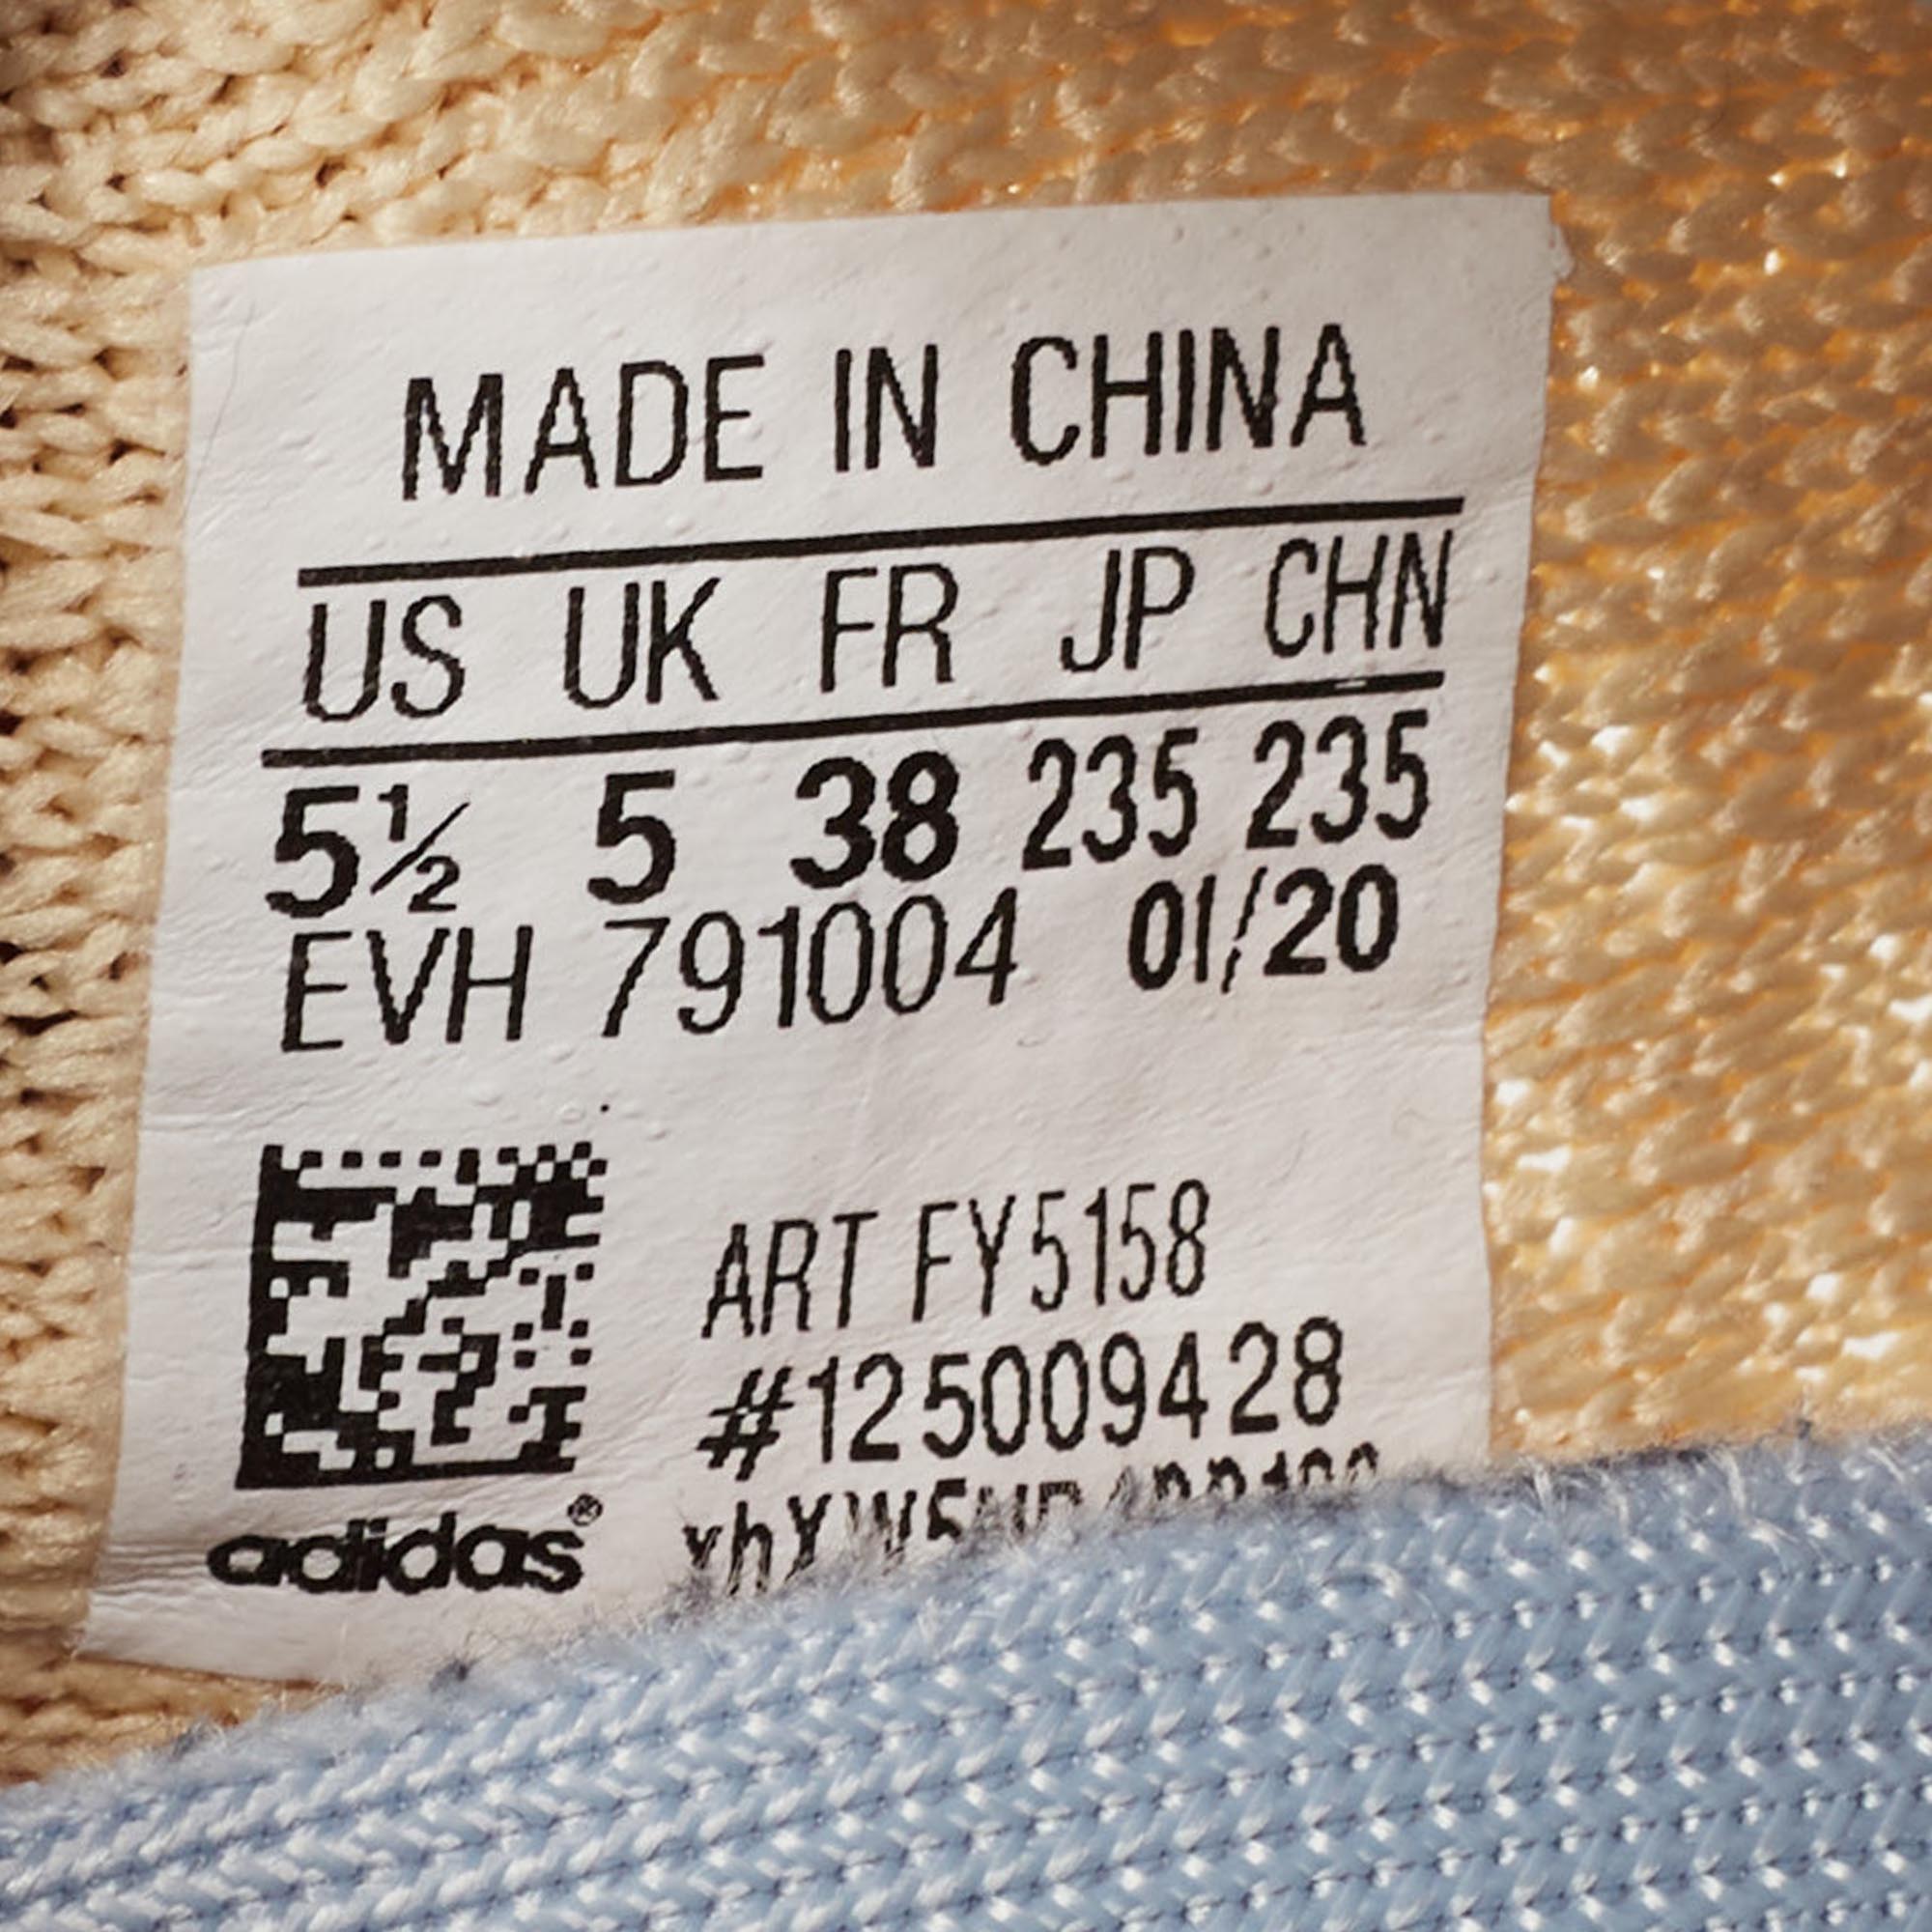 MADE IN CHINA
US UK FR JP CHN
5½ 5 38 235 235
EVH 791004 01/20
ART FY5158
#125009428
adidas®